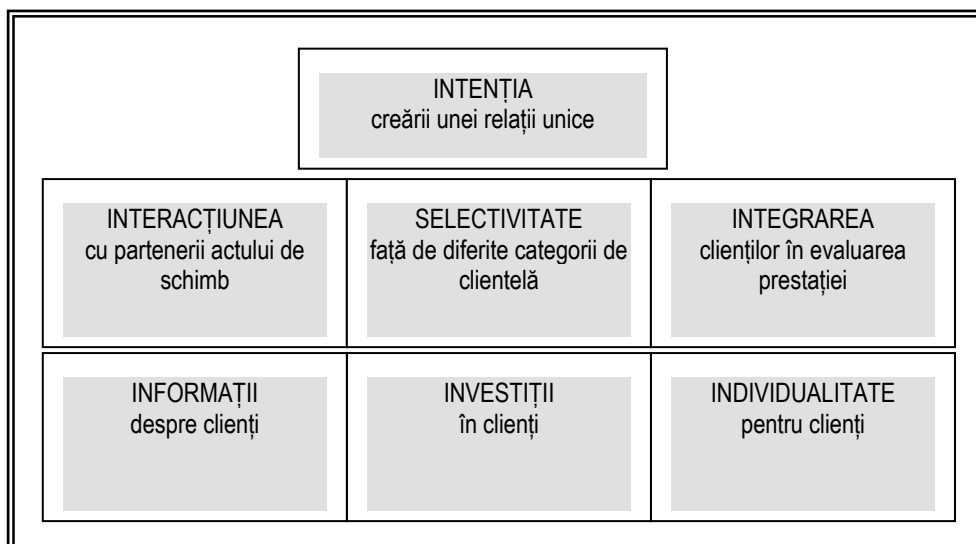 INTENȚIA
creării unei relații unice
INTERACȚIUNEA
cu partenerii actului de
schimb
SELECTIVITATE
față de diferite categorii de
clientelă
INTEGRAREA
clienților în evaluarea
prestației
INFORMAȚII
despre clienți
INVESTIȚII
în clienți
INDIVIDUALITATE
pentru clienți